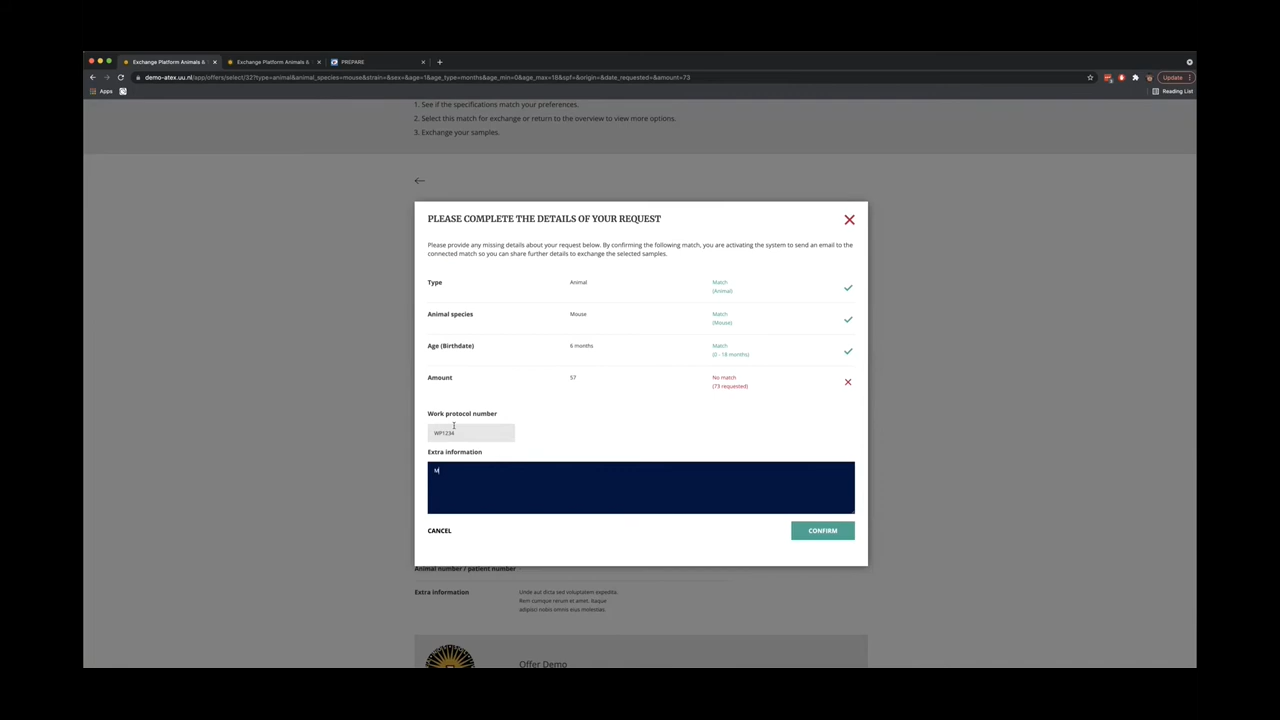 Exchange Platform Animals &
Exchange Platform Animals &
PREPARE
demo-atex.uu.nl/app/offers/select/32?type=animal&animal_species=mouse&strain=&sex=&age=1&age_type=months&age_min=0&age_max=18&spf=&origin=&date_requested=&amount=73
Update
Apps
Reading List
1. See if the specifications match your preferences.
2. Select this match for exchange or return to the overview to view more options.
3. Exchange your samples.
PLEASE COMPLETE THE DETAILS OF YOUR REQUEST
Please provide any missing details about your request below. By confirming the following match, you are activating the system to send an email to the
connected match so you can share further details to exchange the selected samples.
Type Animal Match
(Animal)
Animal species Mouse Match
(Mouse)
Age (Birthdate) 6 months Match
(0 - 18 months)
Amount 57 No match
(73 requested)
Work protocol number
WP1234
Extra information
M
CANCEL CONFIRM
Animal number / patient number -
Extra information Unde aut dicta sed voluptatem expedita.
Rem cumque rerum et amet. Itaque
adipisci nobis omnis eius molestias.
Offer Demo